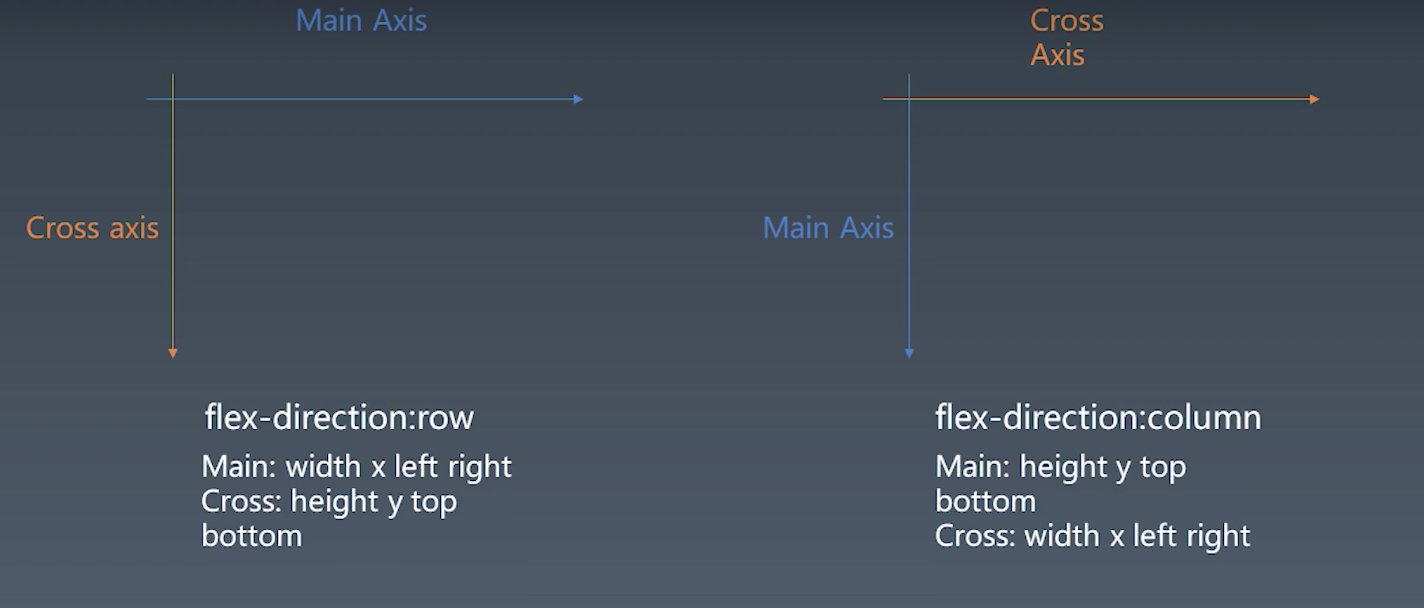 Main Axis
Cross axis
flex-direction:row
Main: width x left right
Cross: height y top
bottom
Cross
Axis
Main Axis
flex-direction:column
Main: height y top
bottom
Cross: width x left right